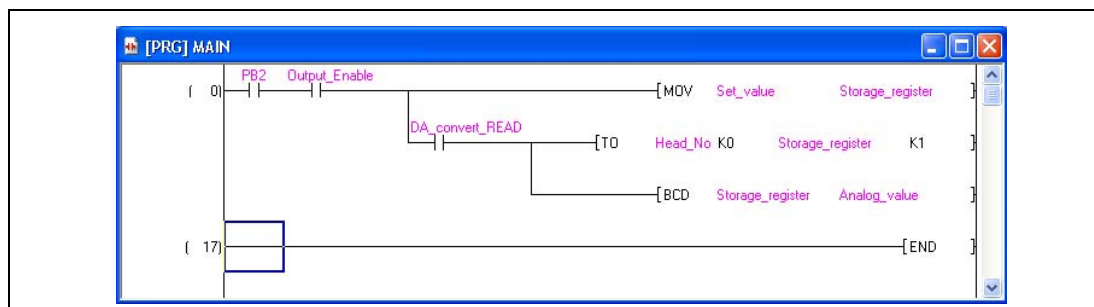 [PRG] MAIN
PB2 Output_Enable
( 0) [MOV Set_value Storage_register ]
DA_convert_READ
[TO Head_No K0 Storage_register K1 ]
[BCD Storage_register Analog_value ]
( 17) [END ]